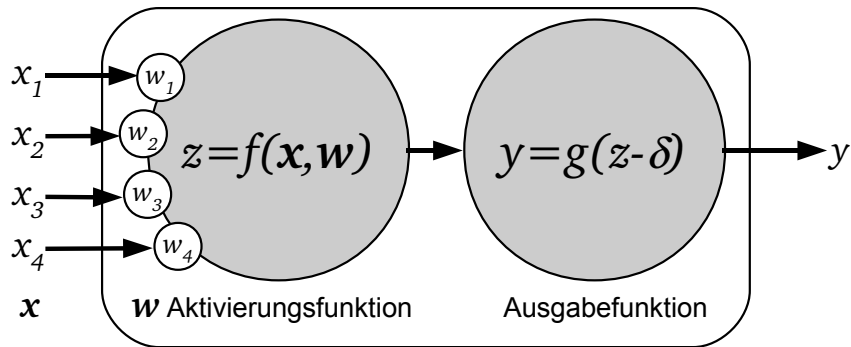 x1 w1
x2 w2 z=f(x,w) y=g(z-δ) y
x3 w3
x4 w4
x w Aktivierungsfunktion Ausgabefunktion